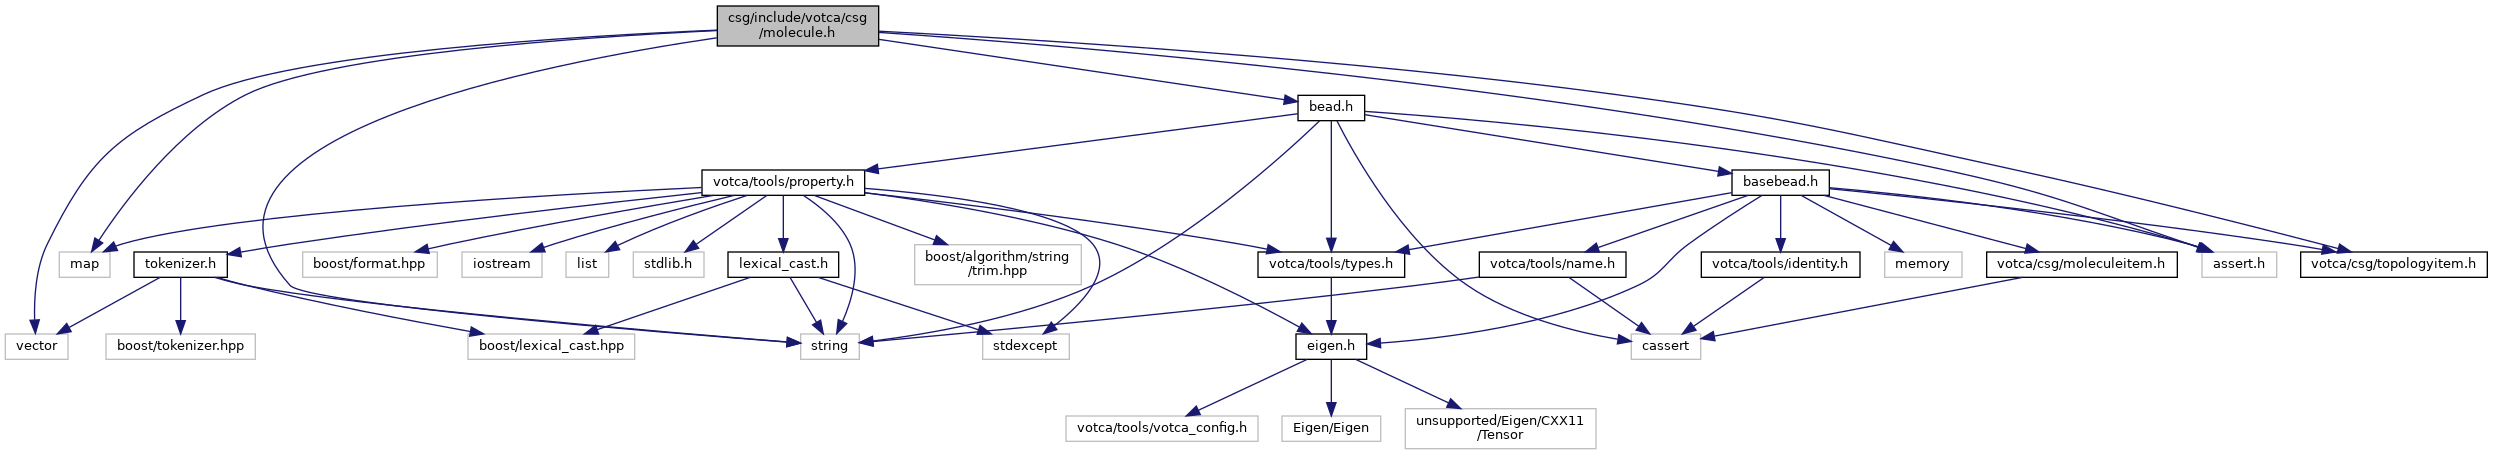 csg/include/votca/csg
/molecule.h
bead.h
votca/tools/property.h
basebead.h
map
tokenizer.h
boost/format.hpp
iostream
list
stdlib.h
lexical_cast.h
boost/algorithm/string
/trim.hpp
votca/tools/types.h
votca/tools/name.h
votca/tools/identity.h
memory
votca/csg/moleculeitem.h
assert.h
votca/csg/topologyitem.h
vector
boost/tokenizer.hpp
boost/lexical_cast.hpp
string
stdexcept
eigen.h
cassert
votca/tools/votca_config.h
Eigen/Eigen
unsupported/Eigen/CXX11
/Tensor